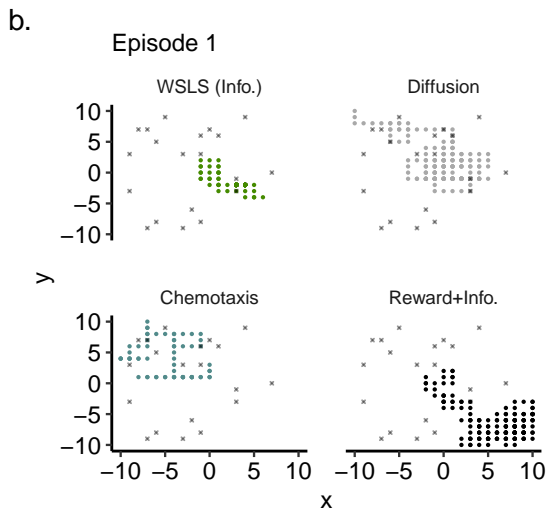 b.
Episode 1
WSLS (Info.) Diffusion
10
5
0
−5
−10
y
Chemotaxis Reward+Info.
10
5
0
−5
−10
−10 −5 0 5 10 −10 −5 0 5 10
x